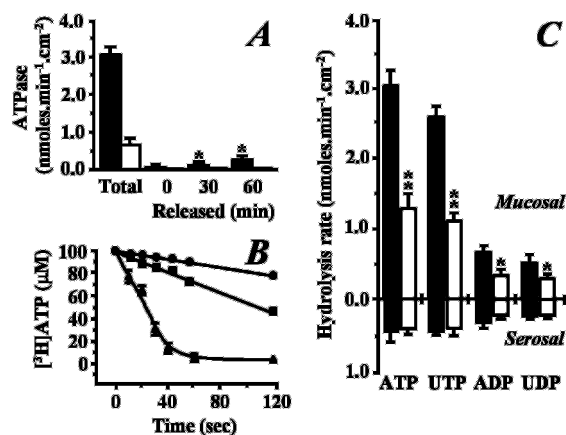 A
ATPase
(nmoles.min⁻¹.cm⁻²)
4.0
3.0
2.0
1.0
0.0
* *
Total 0 30 60
Released (min)
B
[³H]ATP (μM)
100
80
60
40
20
0
0 40 80 120
Time (sec)
C
Hydrolysis rate (nmoles.min⁻¹.cm⁻²)
4.0
3.0
2.0
1.0
0.0
1.0
** ** * *
Mucosal
Serosal
ATP UTP ADP UDP